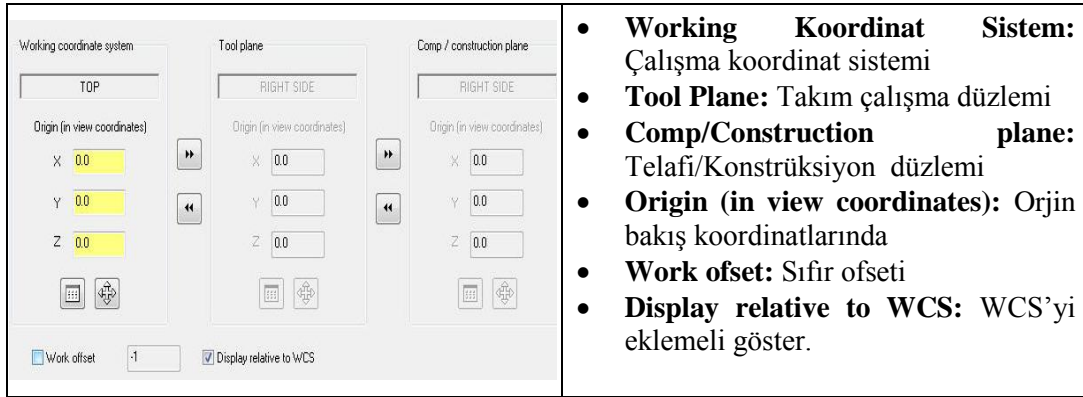 Working coordinate system
TOP
Origin (in view coordinates)
X 0.0
Y 0.0
Z 0.0
Tool plane
RIGHT SIDE
Origin (in view coordinates)
X 0.0
Y 0.0
Z 0.0
Comp / construction plane
RIGHT SIDE
Origin (in view coordinates)
X 0.0
Y 0.0
Z 0.0
Work offset -1 Display relative to WCS
• Working Koordinat Sistem:
Çalışma koordinat sistemi
• Tool Plane: Takım çalışma düzlemi
• Comp/Construction plane:
Telafi/Konstrüksiyon düzlemi
• Origin (in view coordinates): Orjin
bakış koordinatlarında
• Work ofset: Sıfır ofseti
• Display relative to WCS: WCS’yi
eklemeli göster.